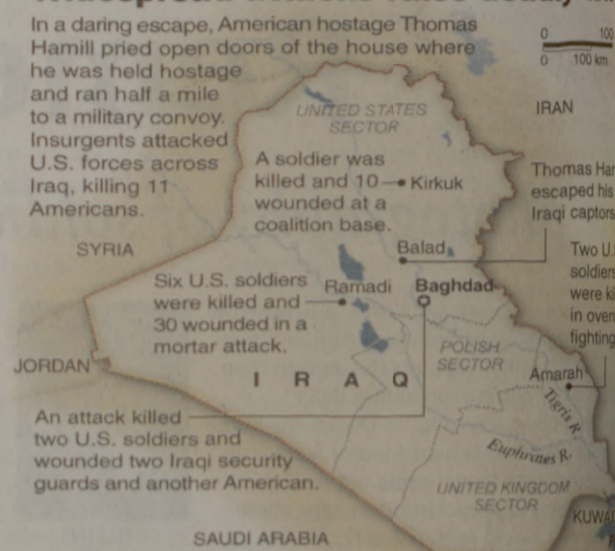 In a daring escape, American hostage Thomas
Hamill pried open doors of the house where
he was held hostage
and ran half a mile
to a military convoy.
Insurgents attacked
U.S. forces across
Iraq, killing 11
Americans.
0 100
0 100 km
IRAN
UNITED STATES
SECTOR
A soldier was
killed and 10
wounded at a
coalition base.
Kirkuk
Thomas
escaped his
Iraqi captors
SYRIA
Balad
Two
soldiers
were
in
fighting
Six U.S. soldiers
were killed and
30 wounded in a
mortar attack.
Ramadi
Baghdad
POLISH
SECTOR
JORDAN
I R A Q
Amarah
Tigris R.
An attack killed
two U.S. soldiers and
wounded two Iraqi security
guards and another American.
Euphrates R.
UNITED KINGDOM
SECTOR
SAUDI ARABIA